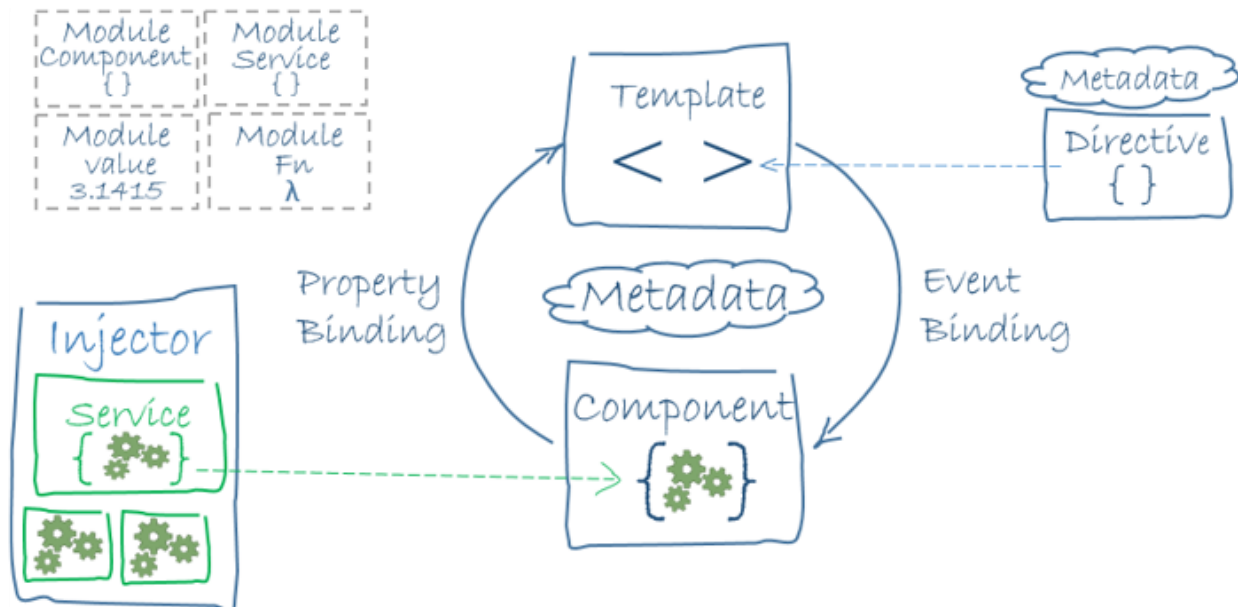 Module
Component
{ }
Module
Service
{ }
Module
value
3.1415
Module
Fn
λ
Template
< >
Metadata
Directive
{ }
Property
Binding
Metadata
Event
Binding
Injector
Service
{ }
Component
{ }